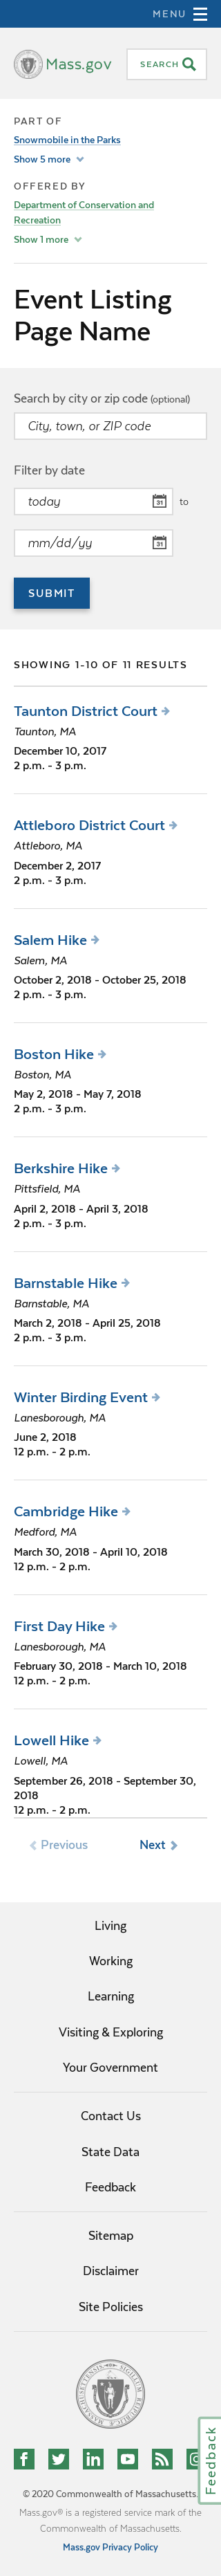 MENU
Mass.gov
SEARCH
PART OF
Snowmobile in the Parks
Show 5 more
OFFERED BY
Department of Conservation and
Recreation
Show 1 more
Event Listing
Page Name
Search by city or zip code (optional)
City, town, or ZIP code
Filter by date
today
31
to
mm/dd/yy
31
SUBMIT
SHOWING 1-10 OF 11 RESULTS
Taunton District Court
Taunton, MA
December 10, 2017
2 p.m. - 3 p.m.
Attleboro District Court
Attleboro, MA
December 2, 2017
2 p.m. - 3 p.m.
Salem Hike
Salem, MA
October 2, 2018 - October 25, 2018
2 p.m. - 3 p.m.
Boston Hike
Boston, MA
May 2, 2018 - May 7, 2018
2 p.m. - 3 p.m.
Berkshire Hike
Pittsfield, MA
April 2, 2018 - April 3, 2018
2 p.m. - 3 p.m.
Barnstable Hike
Barnstable, MA
March 2, 2018 - April 25, 2018
2 p.m. - 3 p.m.
Winter Birding Event
Lanesborough, MA
June 2, 2018
12 p.m. - 2 p.m.
Cambridge Hike
Medford, MA
March 30, 2018 - April 10, 2018
12 p.m. - 2 p.m.
First Day Hike
Lanesborough, MA
February 30, 2018 - March 10, 2018
12 p.m. - 2 p.m.
Lowell Hike
Lowell, MA
September 26, 2018 - September 30,
2018
12 p.m. - 2 p.m.
Previous
Next
Living
Working
Learning
Visiting & Exploring
Your Government
Contact Us
State Data
Feedback
Sitemap
Disclaimer
Site Policies
Feedback
© 2020 Commonwealth of Massachusetts.
Mass.gov® is a registered service mark of the
Commonwealth of Massachusetts.
Mass.gov Privacy Policy